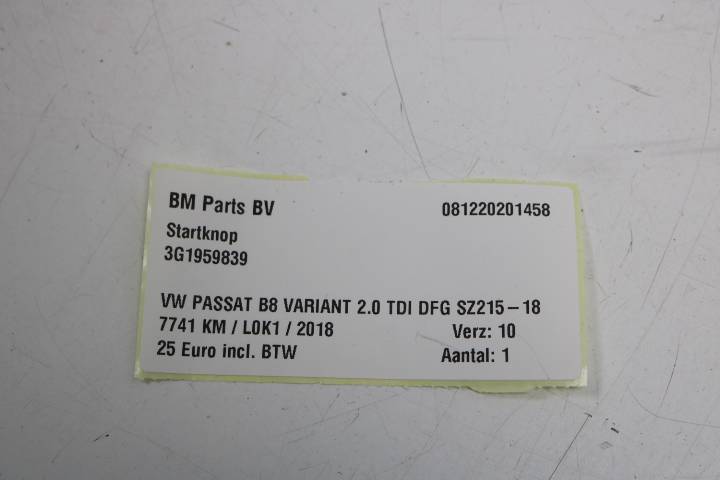 BM Parts BV 081220201458
Startknop
3G1959839
VW PASSAT B8 VARIANT 2.0 TDI DFG SZ215-18
7741 KM / L0K1 / 2018 Verz: 10
25 Euro incl. BTW Aantal: 1